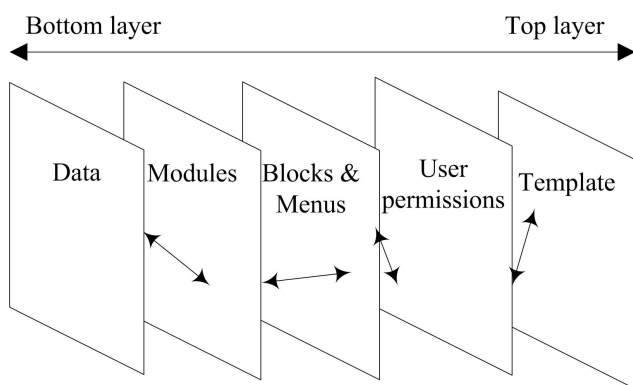 Bottom layer
Top layer
Data
Modules
Blocks &
Menus
User
permissions
Template